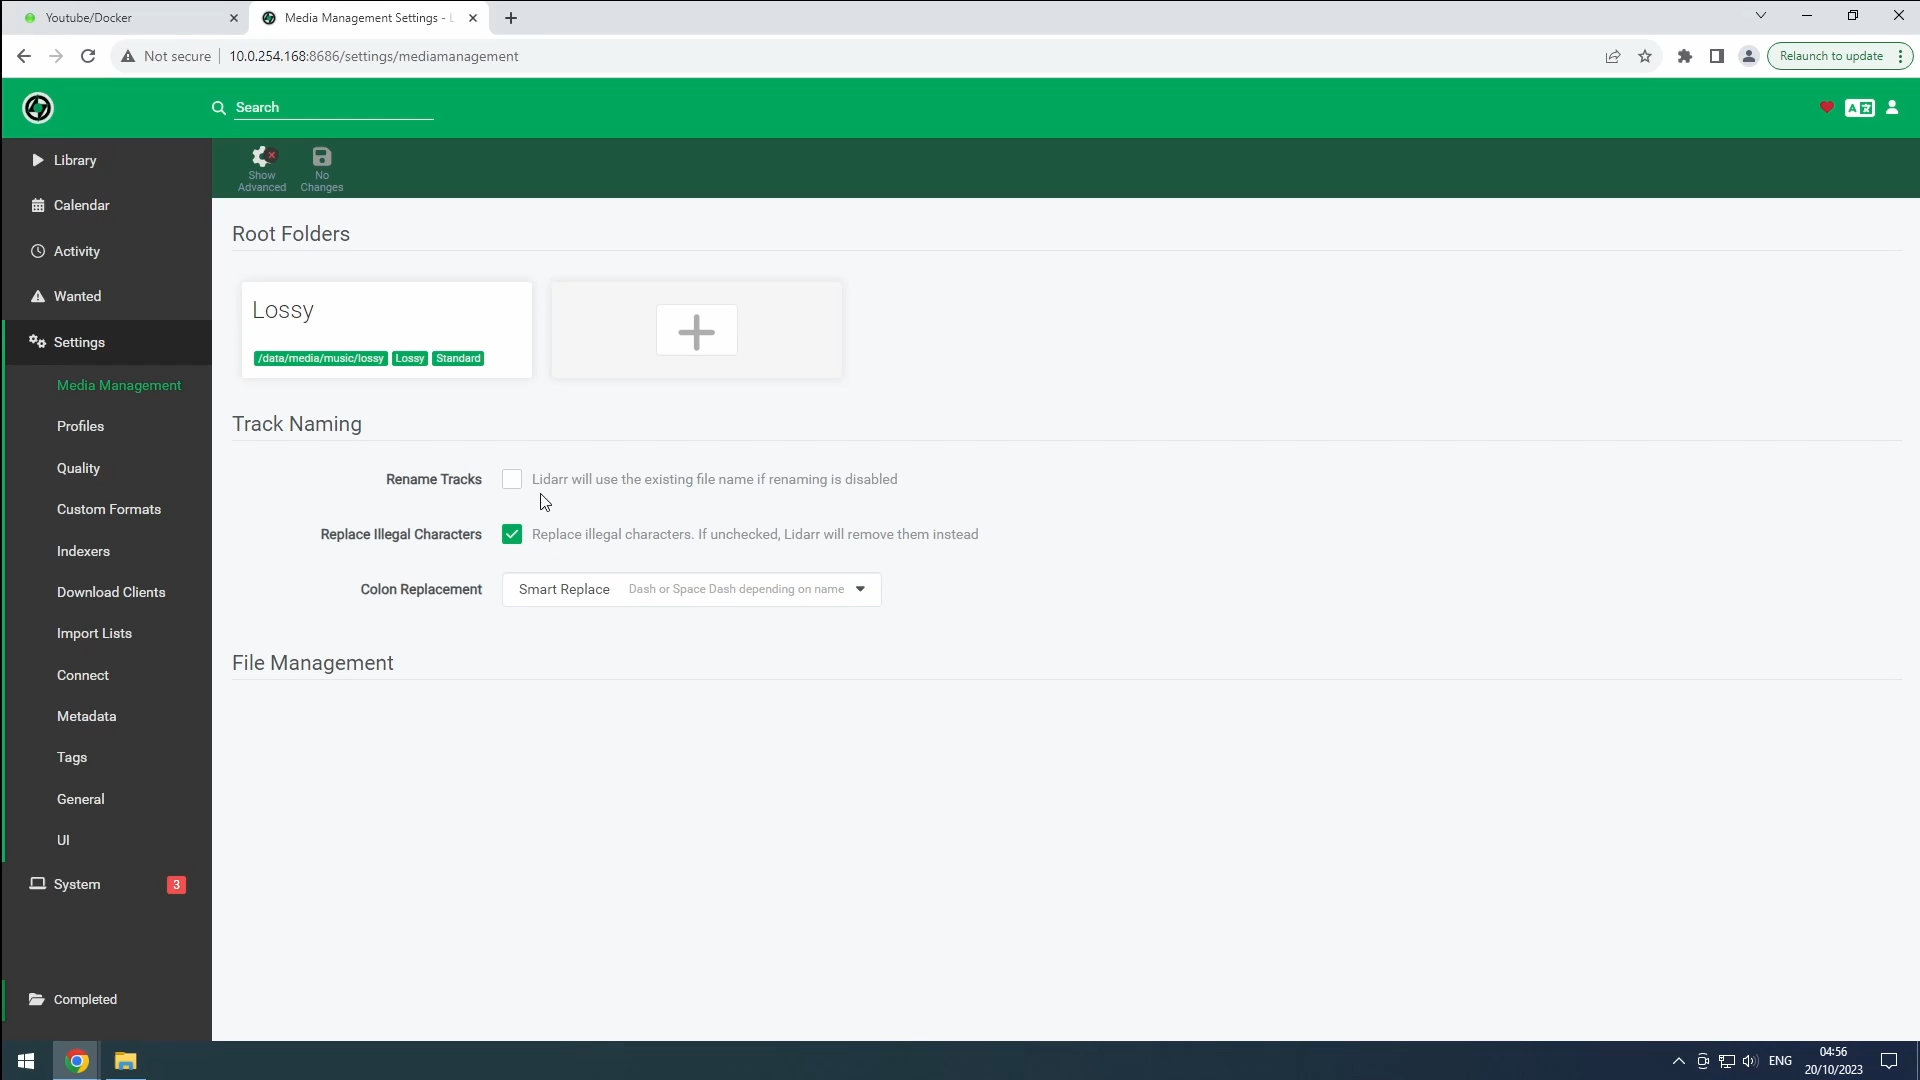 Youtube/Docker
Media Management Settings - L
Not secure
10.0.254.168:8686/settings/mediamanagement
Relaunch to update
Search
Library
Calendar
Activity
Wanted
Settings
Media Management
Profiles
Quality
Custom Formats
Indexers
Download Clients
Import Lists
Connect
Metadata
Tags
General
UI
System
3
Completed
Show
Advanced
No
Changes
Root Folders
Lossy
/data/media/music/lossy Lossy Standard
Track Naming
Rename Tracks Lidarr will use the existing file name if renaming is disabled
Replace Illegal Characters Replace illegal characters. If unchecked, Lidarr will remove them instead
Colon Replacement Smart Replace Dash or Space Dash depending on name
File Management
ENG
04:56
20/10/2023